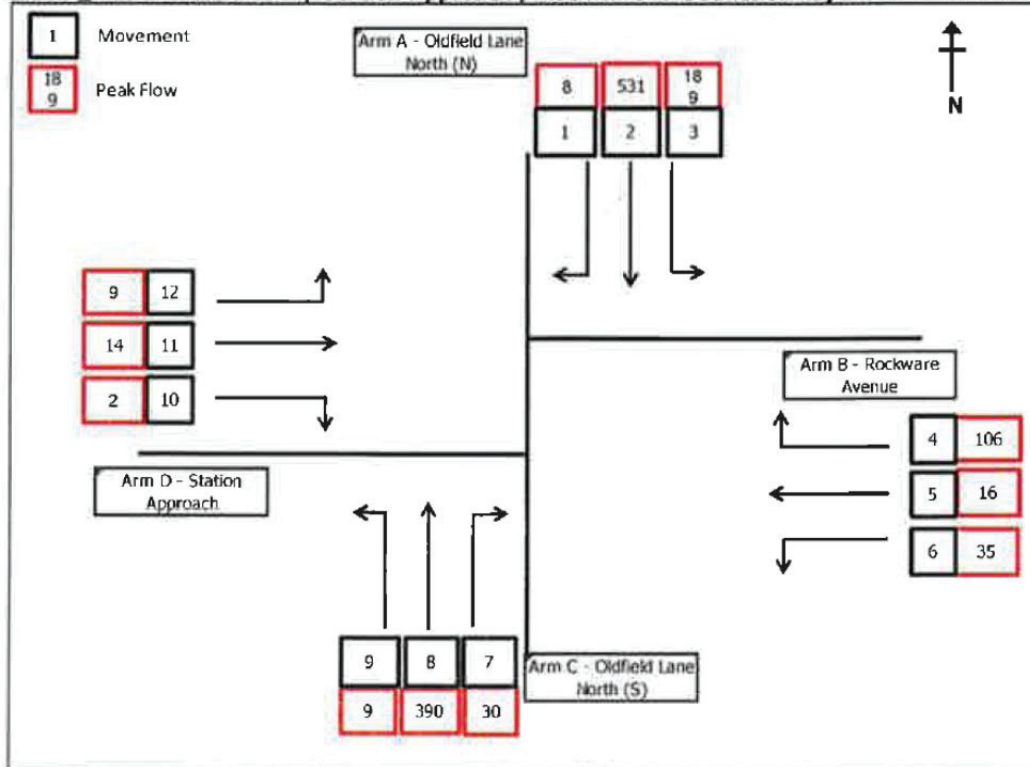 1 Movement
18
9 Peak Flow
Arm A - Oldfield Lane
North (N)
8 531 18
9
1 2 3
N
9 12
14 11
2 10
Arm B - Rockware
Avenue
4 106
5 16
6 35
Arm D - Station
Approach
9 8 7
9 390 30
Arm C - Oldfield Lane
North (S)